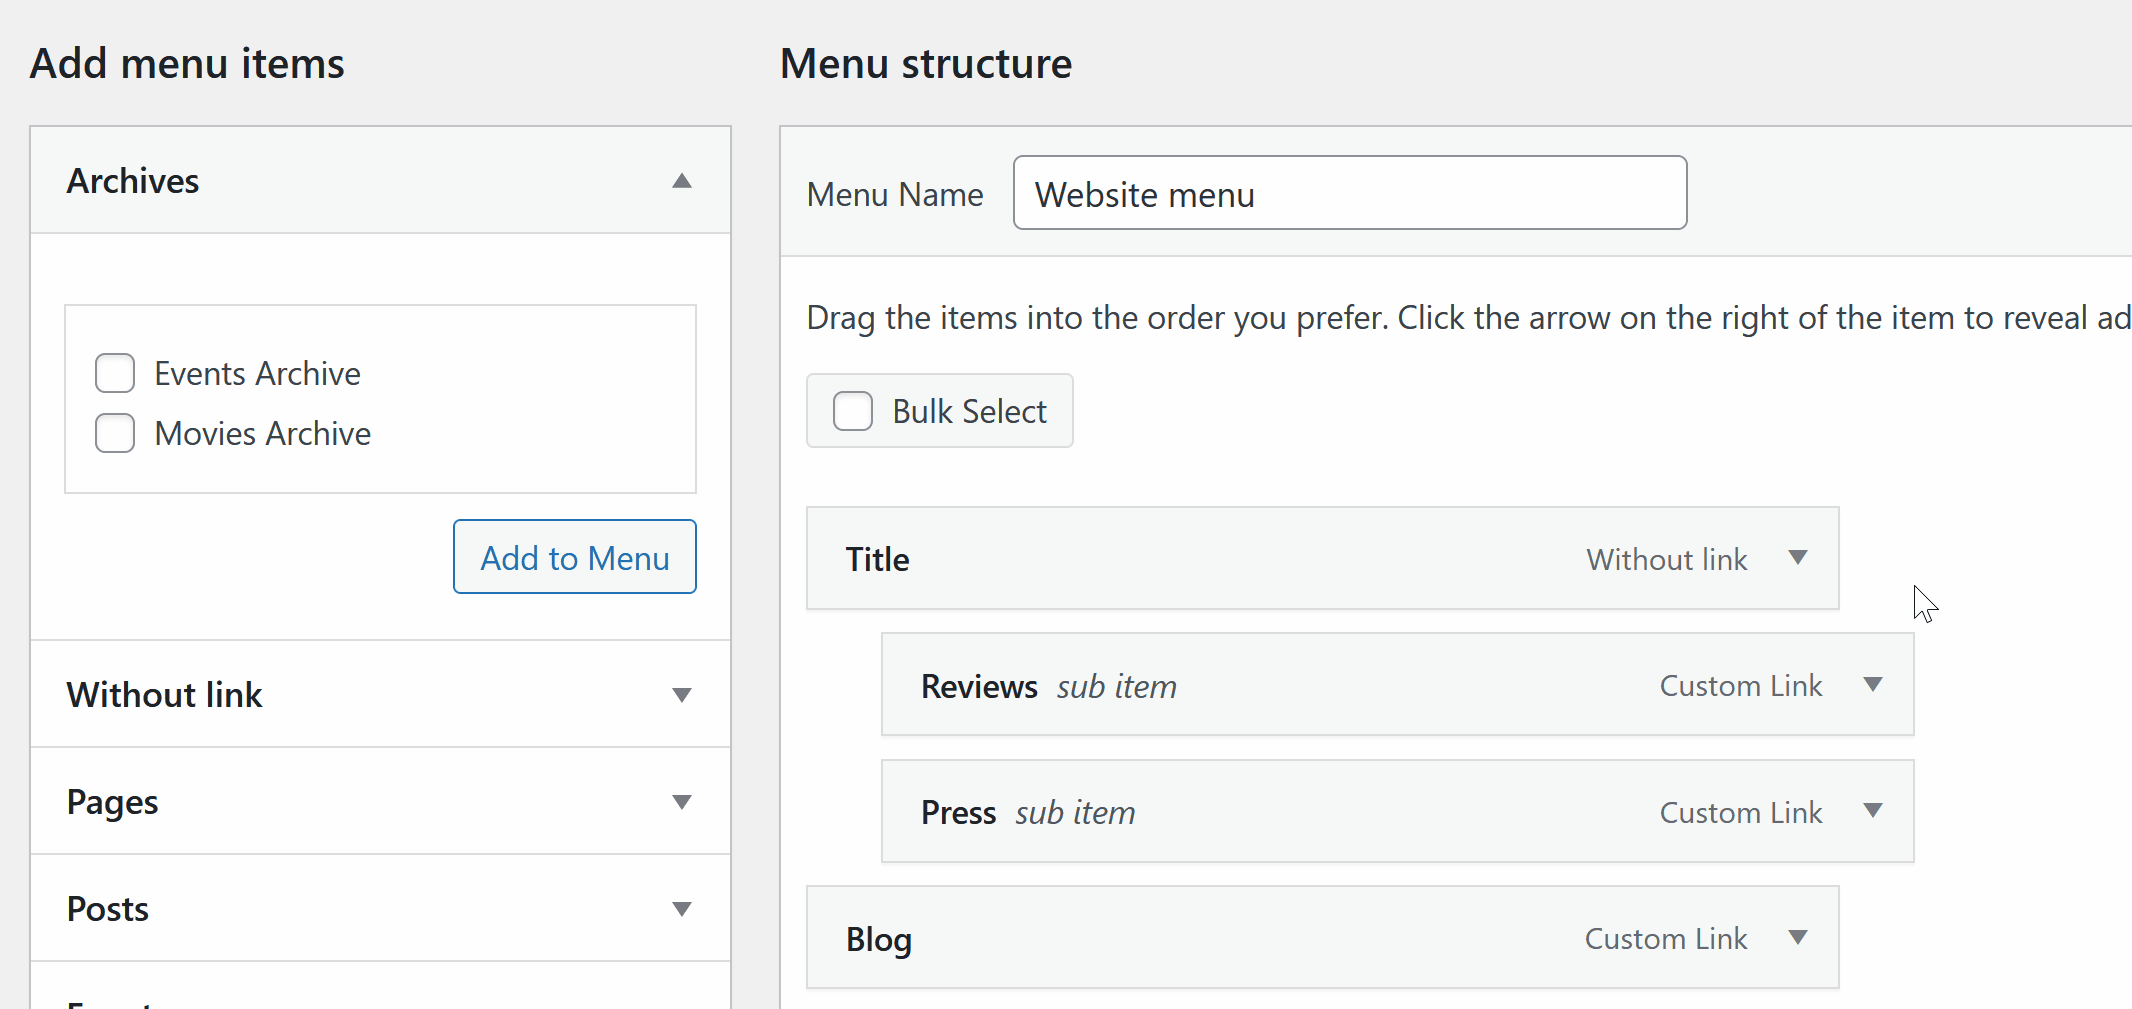 Add menu items
Archives
Events Archive
Movies Archive
Add to Menu
Without link
Pages
Posts
Menu structure
Menu Name Website menu
Drag the items into the order you prefer. Click the arrow on the right of the item to reveal ad
Bulk Select
Title Without link
Reviews sub item Custom Link
Press sub item Custom Link
Blog Custom Link